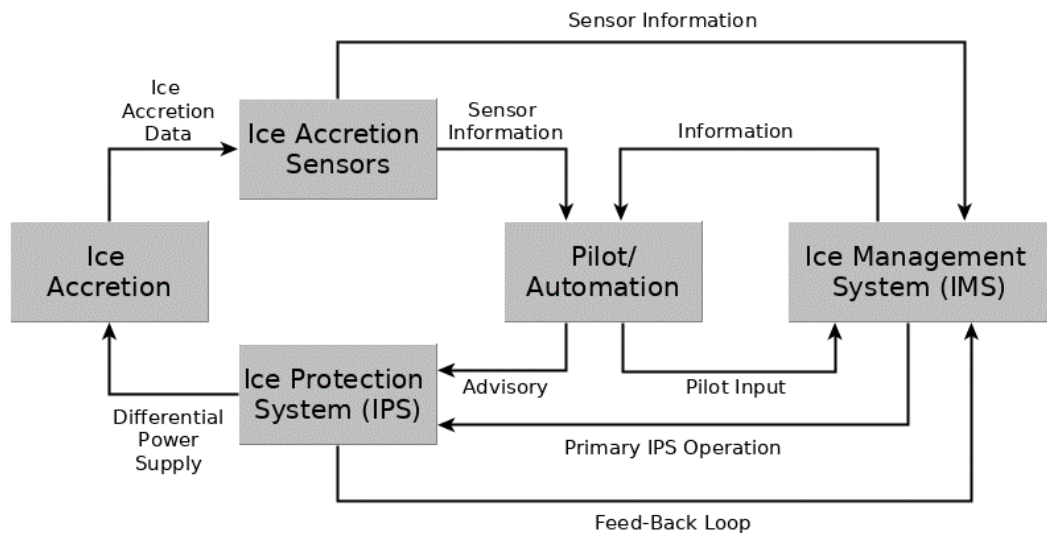 Sensor Information
Ice
Accretion
Data
Ice Accretion
Sensors
Sensor
Information
Information
Ice
Accretion
Pilot/
Automation
Ice Management
System (IMS)
Ice Protection
System (IPS)
Advisory
Pilot Input
Differential
Power
Supply
Primary IPS Operation
Feed-Back Loop